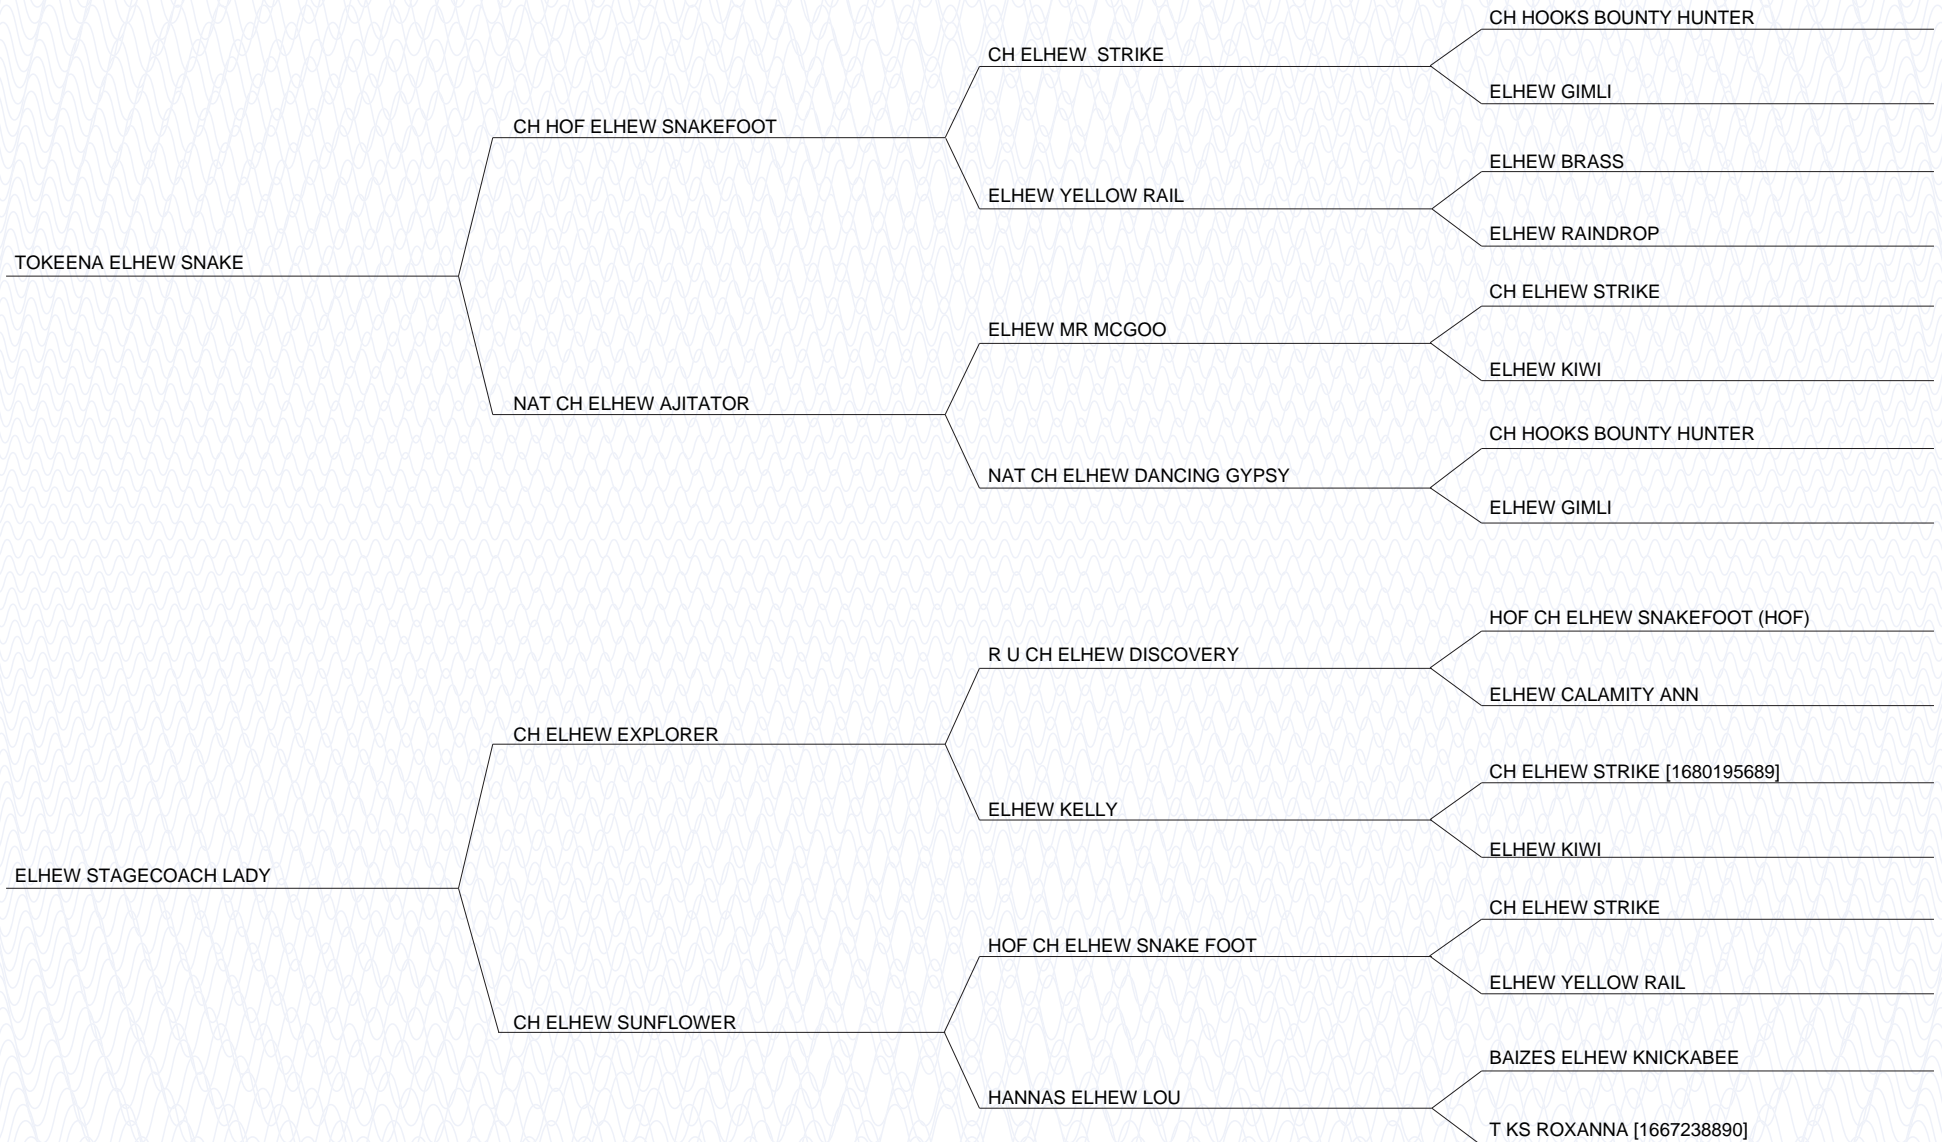 CH HOOKS BOUNTY HUNTER
CH ELHEW  STRIKE
ELHEW GIMLI
CH HOF ELHEW SNAKEFOOT
ELHEW BRASS
ELHEW YELLOW RAIL
ELHEW RAINDROP
TOKEENA ELHEW SNAKE
CH ELHEW STRIKE
ELHEW MR MCGOO
ELHEW KIWI
NAT CH ELHEW AJITATOR
CH HOOKS BOUNTY HUNTER
NAT CH ELHEW DANCING GYPSY
ELHEW GIMLI
HOF CH ELHEW SNAKEFOOT (HOF)
R U CH ELHEW DISCOVERY
ELHEW CALAMITY ANN
CH ELHEW EXPLORER
CH ELHEW STRIKE [1680195689]
ELHEW KELLY
ELHEW KIWI
ELHEW STAGECOACH LADY
CH ELHEW STRIKE
HOF CH ELHEW SNAKE FOOT
ELHEW YELLOW RAIL
CH ELHEW SUNFLOWER
BAIZES ELHEW KNICKABEE
HANNAS ELHEW LOU
T KS ROXANNA [1667238890]